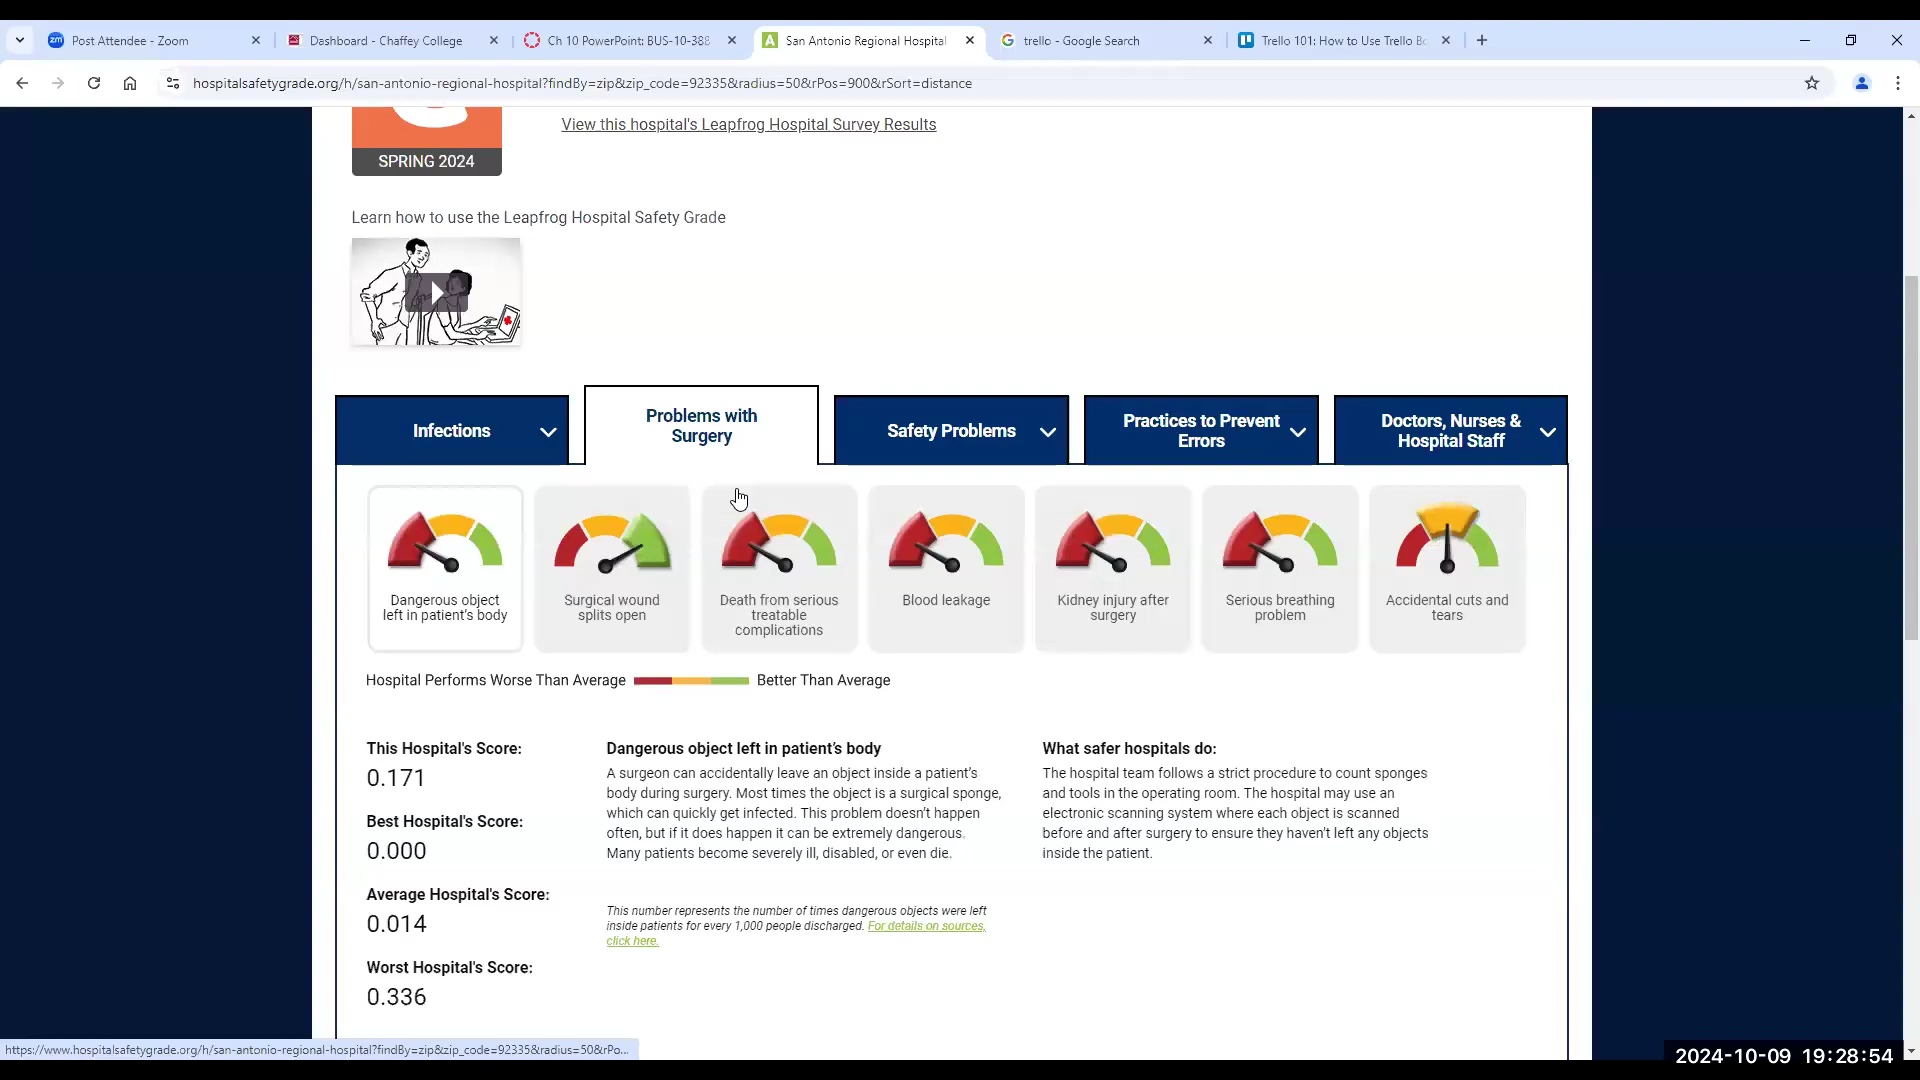 Post Attendee - Zoom
Dashboard - Chaffey College
Ch 10 PowerPoint: BUS-10-388
San Antonio Regional Hospital
trello - Google Search
Trello 101: How to Use Trello Bo
hospitalsafetygrade.org/h/san-antonio-regional-hospital?findBy=zip&zip_code=92335&radius=50&rPos=900&rSort=distance
View this hospital's Leapfrog Hospital Survey Results
SPRING 2024
Learn how to use the Leapfrog Hospital Safety Grade
Infections
Problems with
Surgery
Safety Problems
Practices to Prevent
Errors
Doctors, Nurses &
Hospital Staff
Dangerous object
left in patient's body
Surgical wound
splits open
Death from serious
treatable
complications
Blood leakage
Kidney injury after
surgery
Serious breathing
problem
Accidental cuts and
tears
Hospital Performs Worse Than Average
Better Than Average
This Hospital's Score:
0.171
Best Hospital's Score:
0.000
Average Hospital's Score:
0.014
Worst Hospital's Score:
0.336
Dangerous object left in patient's body
A surgeon can accidentally leave an object inside a patient's
body during surgery. Most times the object is a surgical sponge,
which can quickly get infected. This problem doesn't happen
often, but if it does happen it can be extremely dangerous.
Many patients become severely ill, disabled, or even die.
This number represents the number of times dangerous objects were left
inside patients for every 1,000 people discharged. For details on sources,
click here.
What safer hospitals do:
The hospital team follows a strict procedure to count sponges
and tools in the operating room. The hospital may use an
electronic scanning system where each object is scanned
before and after surgery to ensure they haven't left any objects
inside the patient.
https://www.hospitalsafetygrade.org/h/san-antonio-regional-hospital?findBy=zip&zip_code=92335&radius=50&rPo...
2024-10-09 19:28:54